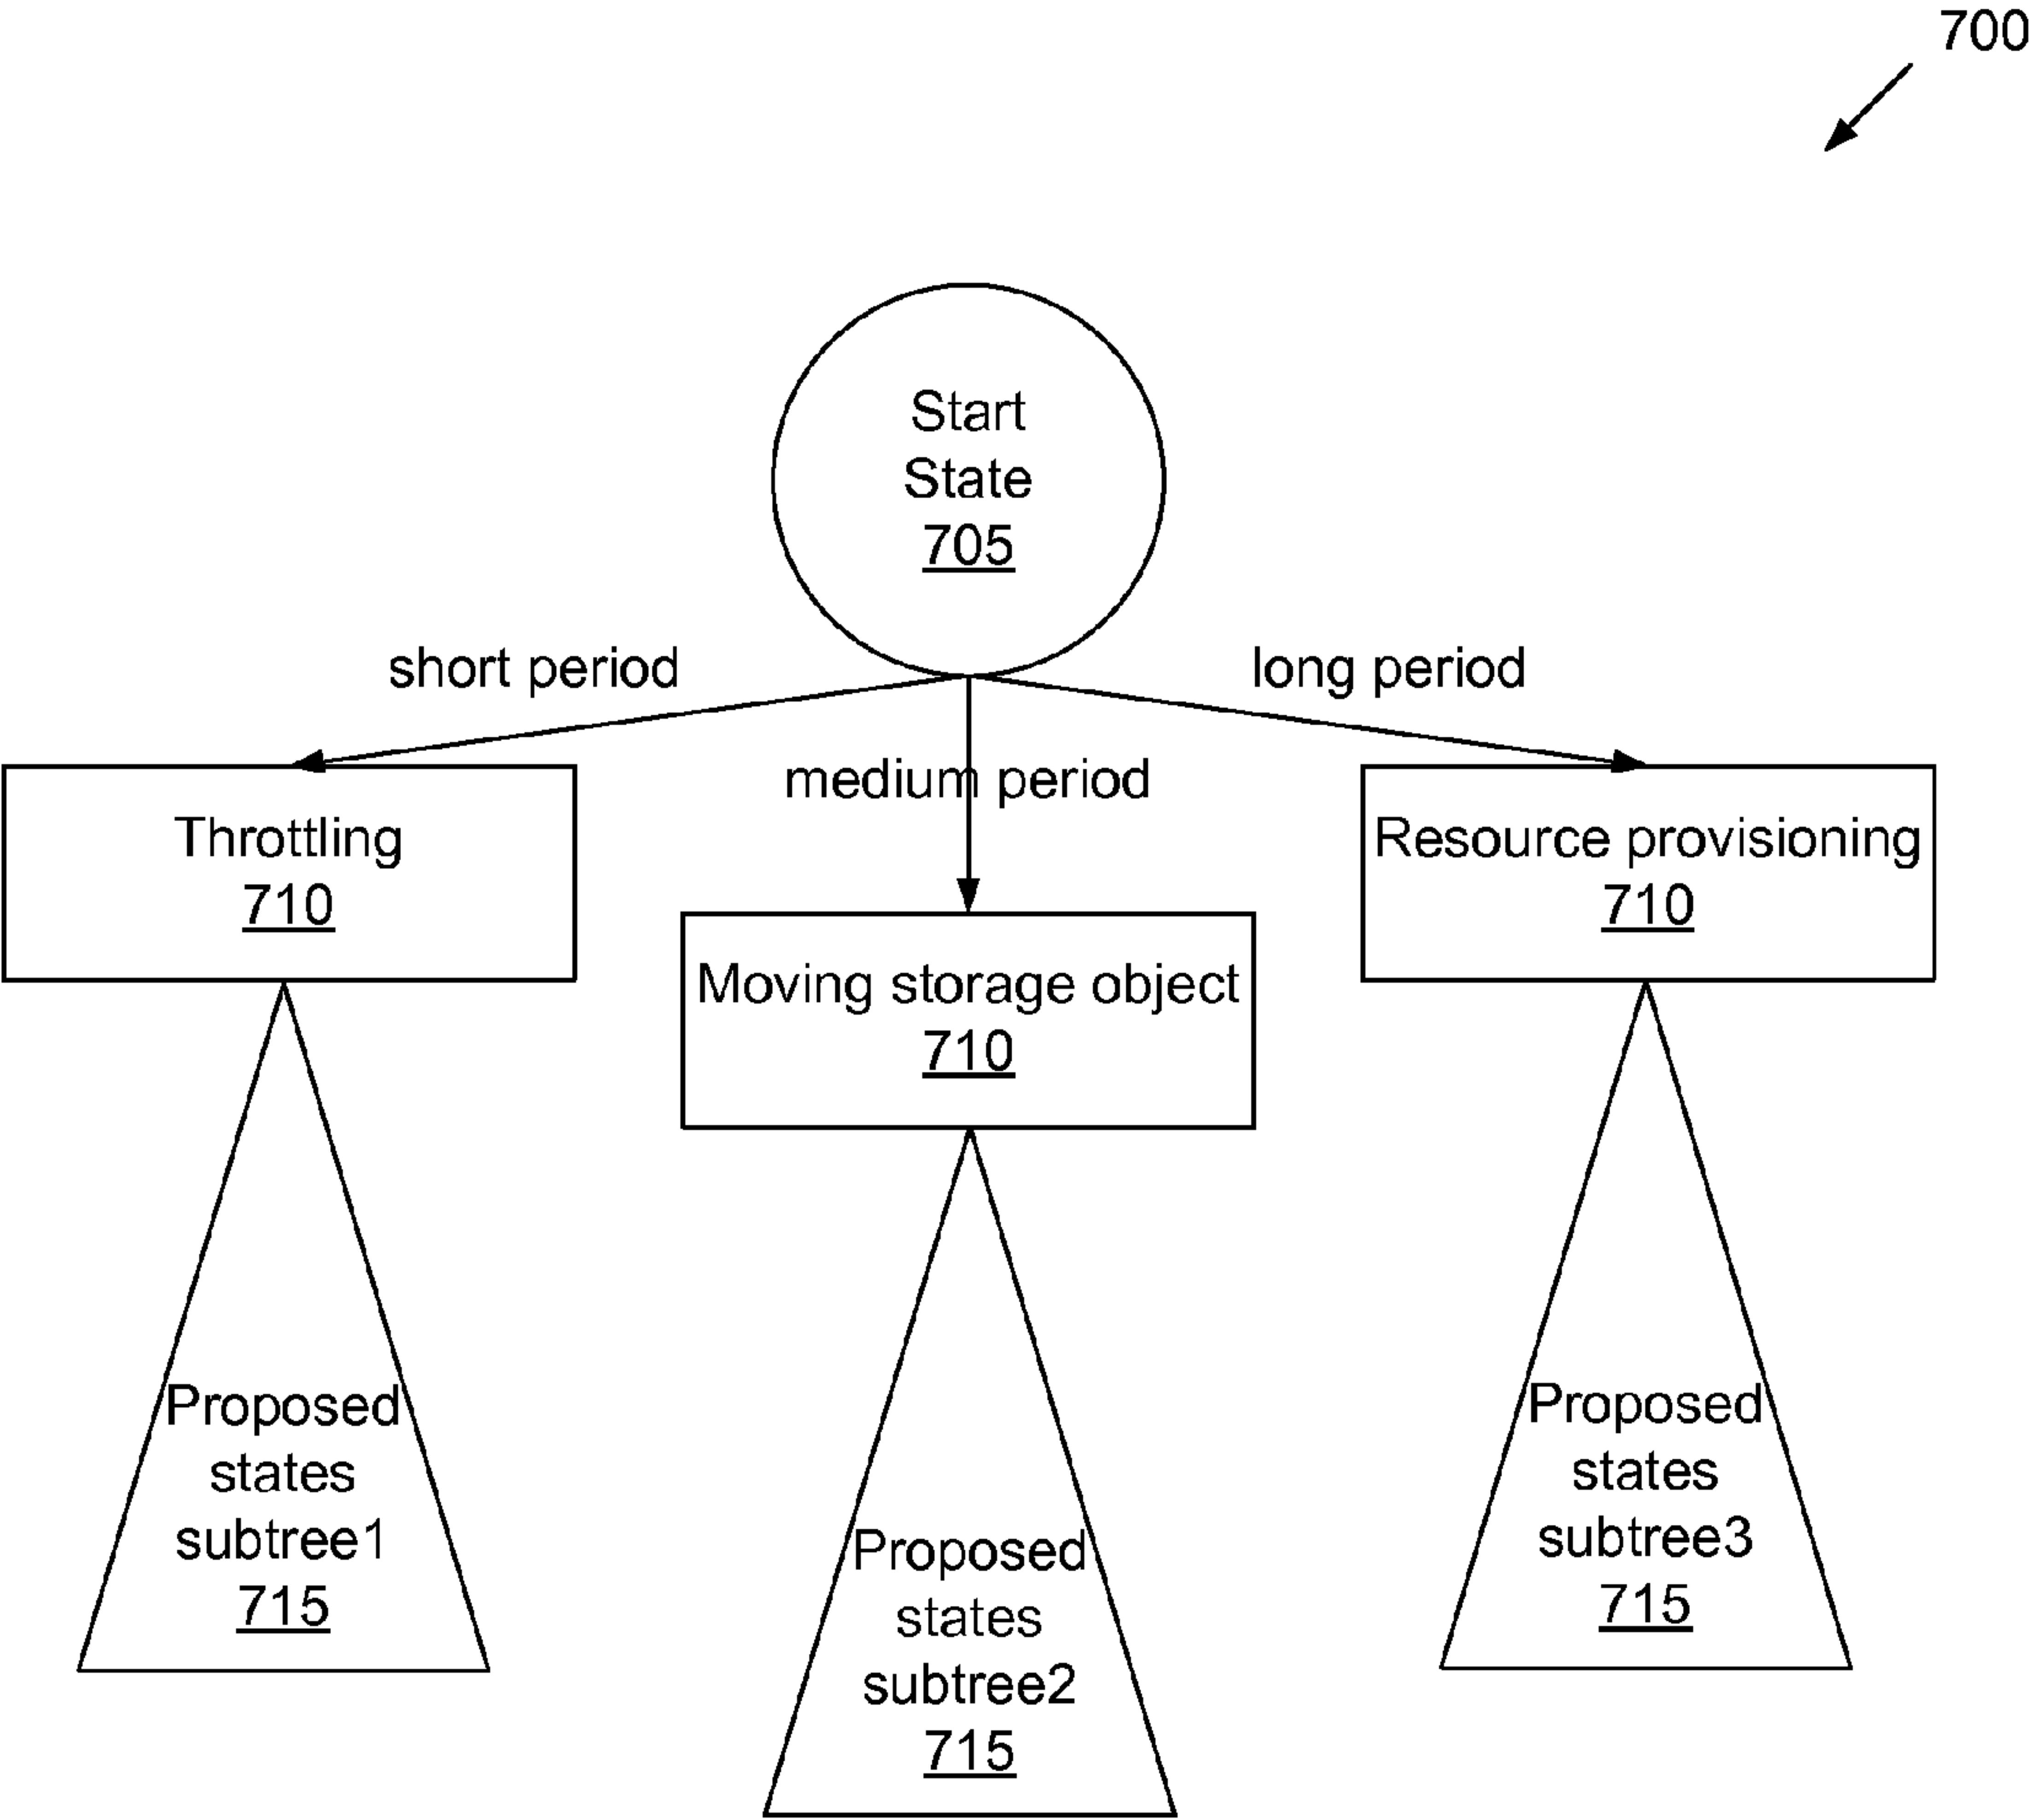 700
Start
State
705
short period
long period
medium period
Throttling
710
Moving storage object
710
Resource provisioning
710
Proposed
states
subtree1
715
Proposed
states
subtree2
715
Proposed
states
subtree3
715